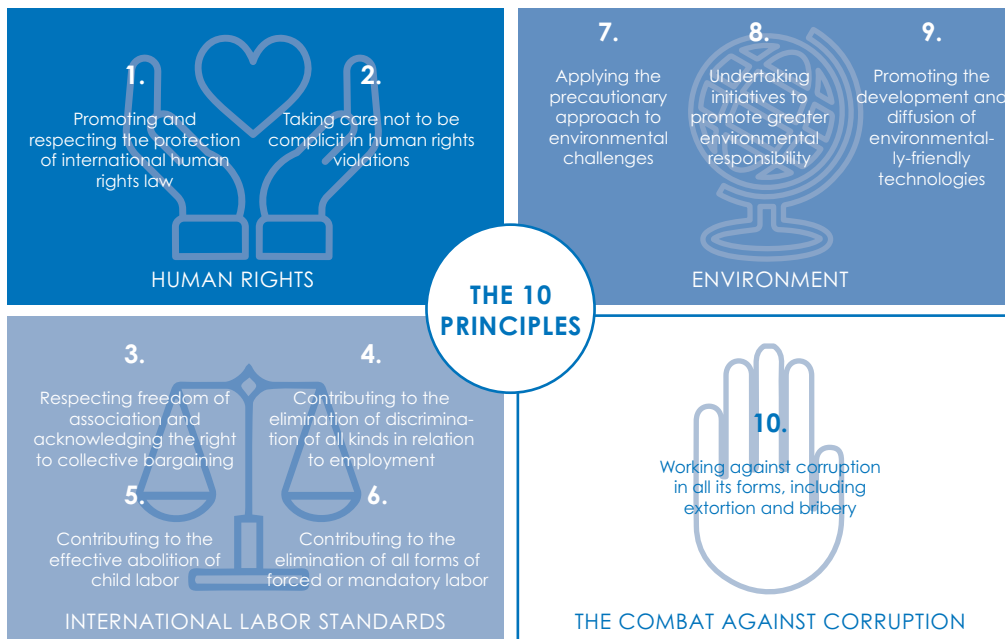 1.
Promoting and
respecting the protection
of international human
rights law
2.
Taking care not to be
complicit in human rights
violations
HUMAN RIGHTS
7.
Applying the
precautionary
approach to
environmental
challenges
8.
Undertaking
initiatives to
promote greater
environmental
responsibility
9.
Promoting the
development and
diffusion of
environmental-
ly-friendly
technologies
ENVIRONMENT
THE 10
PRINCIPLES
3.
Respecting freedom of
association and
acknowledging the right
to collective bargaining
4.
Contributing to the
elimination of discrimina-
tion of all kinds in relation
to employment
5.
Contributing to the
effective abolition of
child labor
6.
Contributing to the
elimination of all forms of
forced or mandatory labor
INTERNATIONAL LABOR STANDARDS
10.
Working against corruption
in all its forms, including
extortion and bribery
THE COMBAT AGAINST CORRUPTION